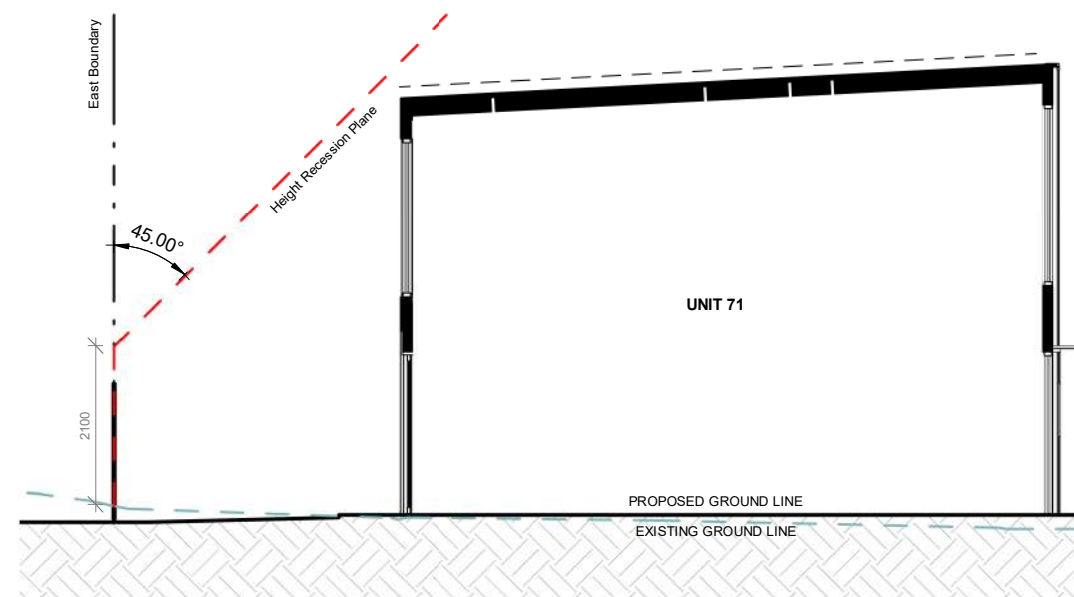 East Boundary
Height Recession Plane
45.00°
UNIT 71
2100
PROPOSED GROUND LINE
EXISTING GROUND LINE